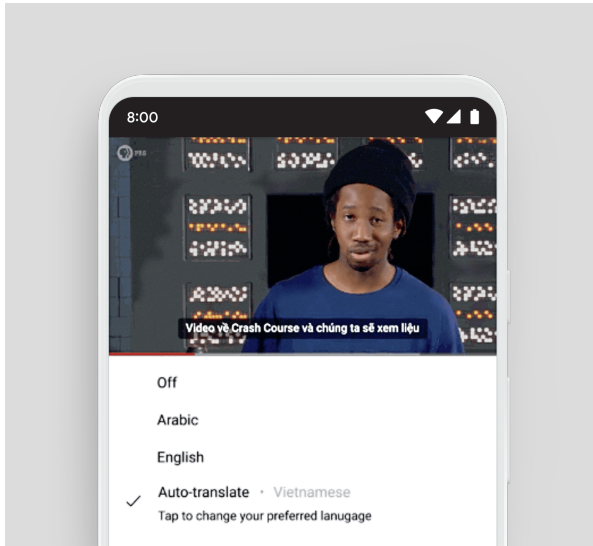 8:00
PBS
Video về Crash Course và chúng ta sẽ xem liệu
Off
Arabic
English
Auto-translate · Vietnamese
Tap to change your preferred lanugage